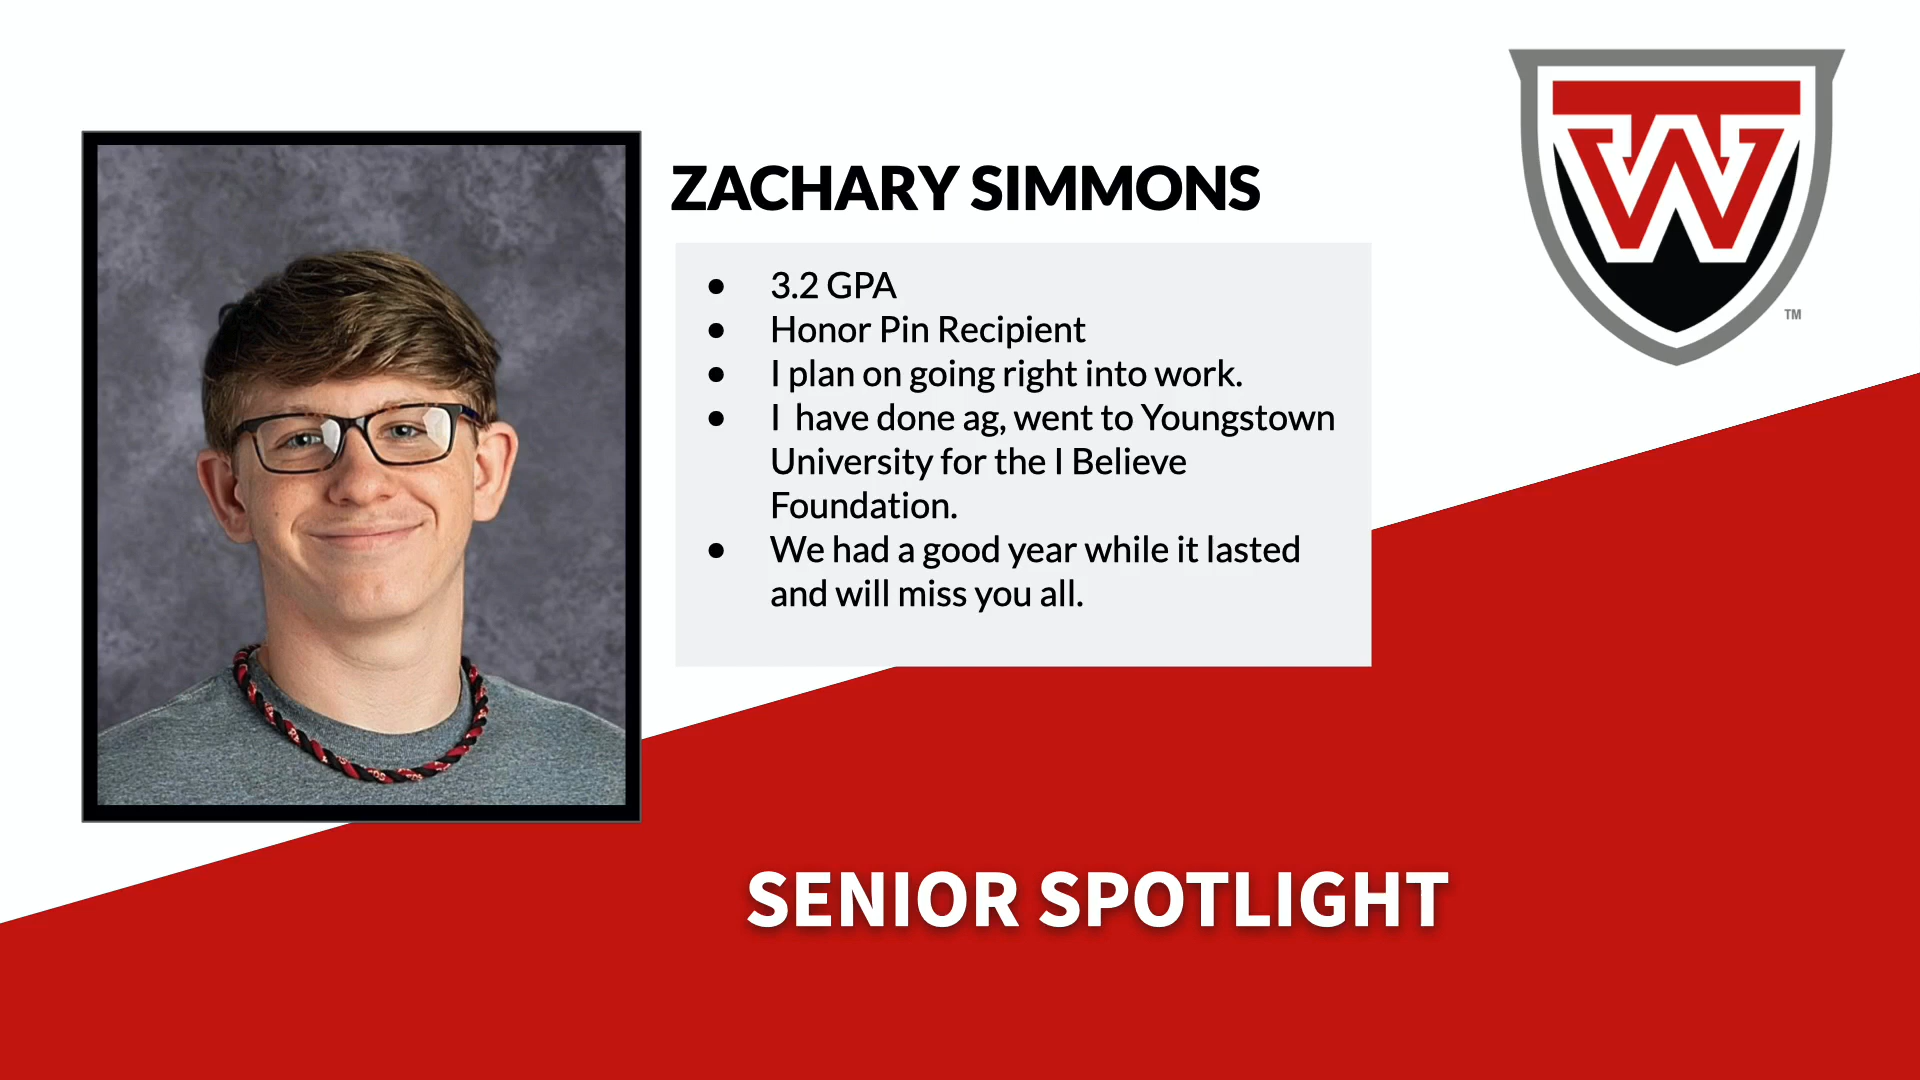 ZACHARY SIMMONS
● 3.2 GPA
● Honor Pin Recipient
● I plan on going right into work.
● I  have done ag, went to Youngstown
University for the I Believe
Foundation.
● We had a good year while it lasted
and will miss you all.
W
TM
SENIOR SPOTLIGHT